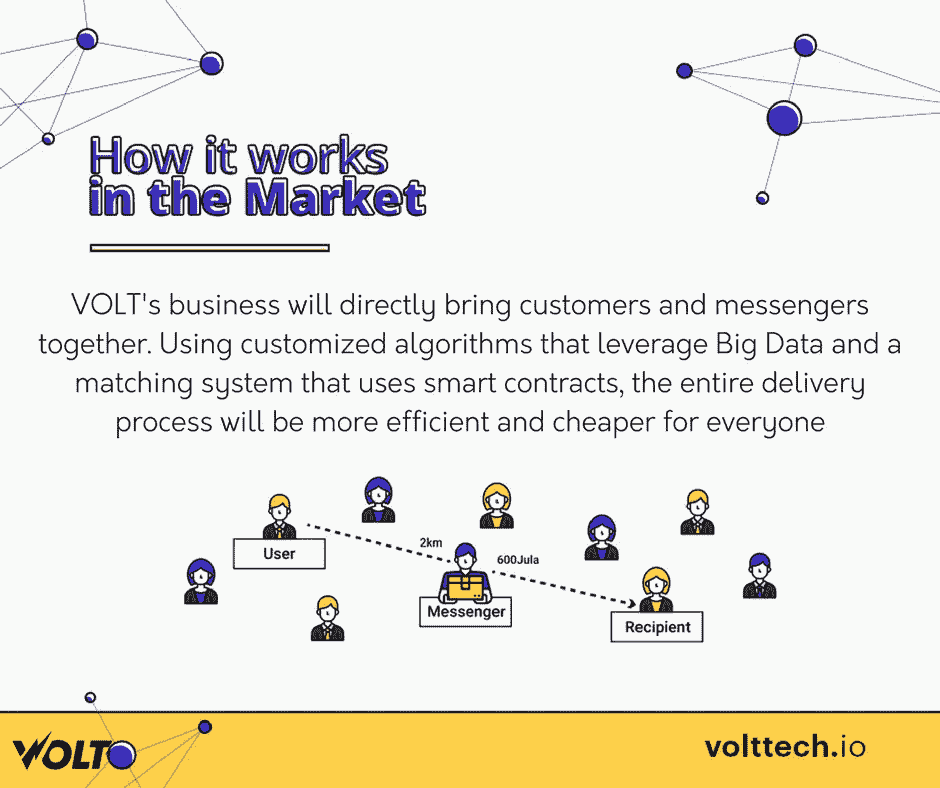 How it works
in the Market
VOLT's business will directly bring customers and messengers
together. Using customized algorithms that leverage Big Data and a
matching system that uses smart contracts, the entire delivery
process will be more efficient and cheaper for everyone
User
2km
600Jula
Messenger
Recipient
VOLT
volttech.io